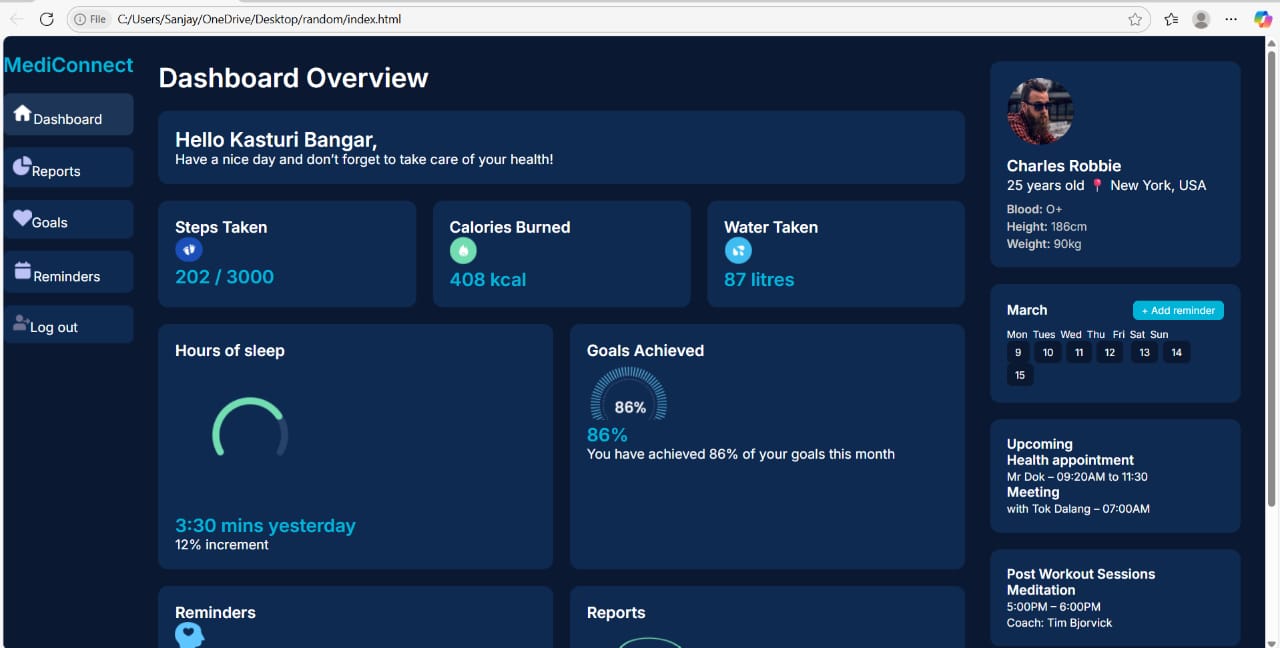 File C:/Users/Sanjay/OneDrive/Desktop/random/index.html
MediConnect
Dashboard
Reports
Goals
Reminders
Log out
Dashboard Overview
Hello Kasturi Bangar,
Have a nice day and don't forget to take care of your health!
Steps Taken
202 / 3000
Calories Burned
408 kcal
Water Taken
87 litres
Hours of sleep
3:30 mins yesterday
12% increment
Goals Achieved
86%
86%
You have achieved 86% of your goals this month
Reminders
Reports
Charles Robbie
25 years old 📍 New York, USA
Blood: O+
Height: 186cm
Weight: 90kg
March + Add reminder
Mon Tues Wed Thu Fri Sat Sun
9 10 11 12 13 14
15
Upcoming
Health appointment
Mr Dok – 09:20AM to 11:30
Meeting
with Tok Dalang – 07:00AM
Post Workout Sessions
Meditation
5:00PM – 6:00PM
Coach: Tim Bjorvick